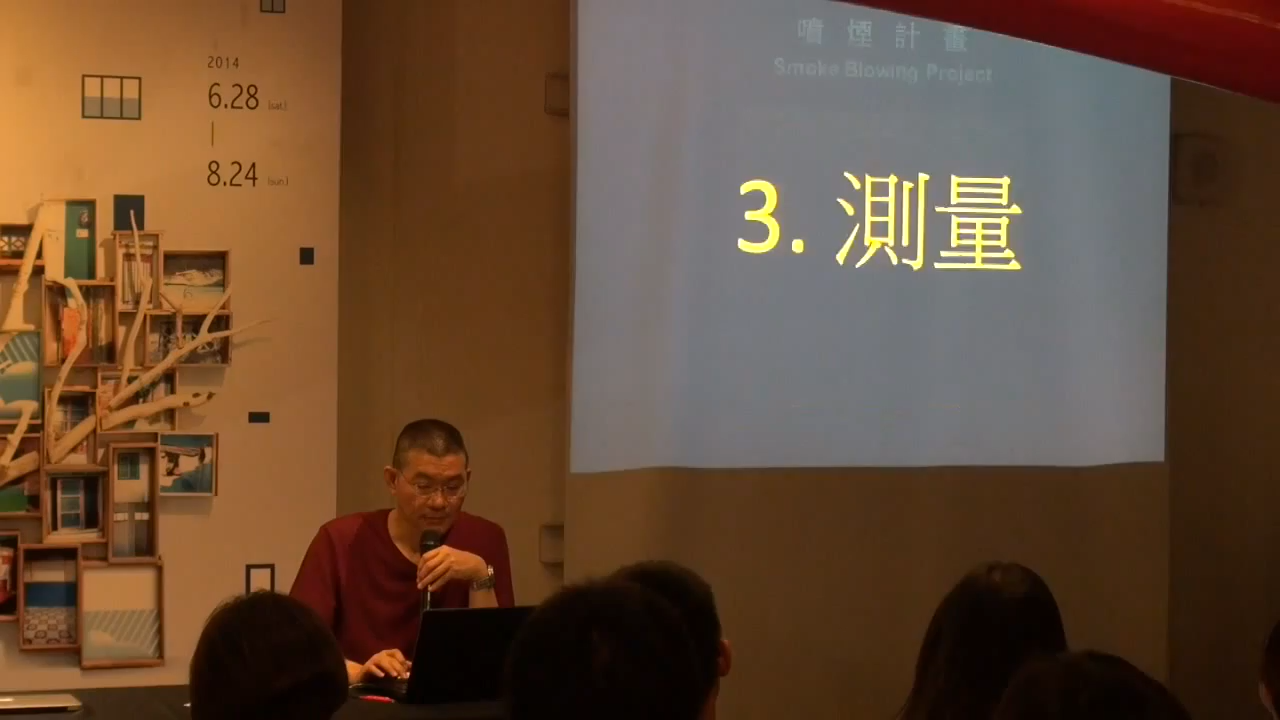 2014
6.28 (sat.)
8.24 (sun.)
噴煙計畫
Smoke Blowing Project
3. 測量